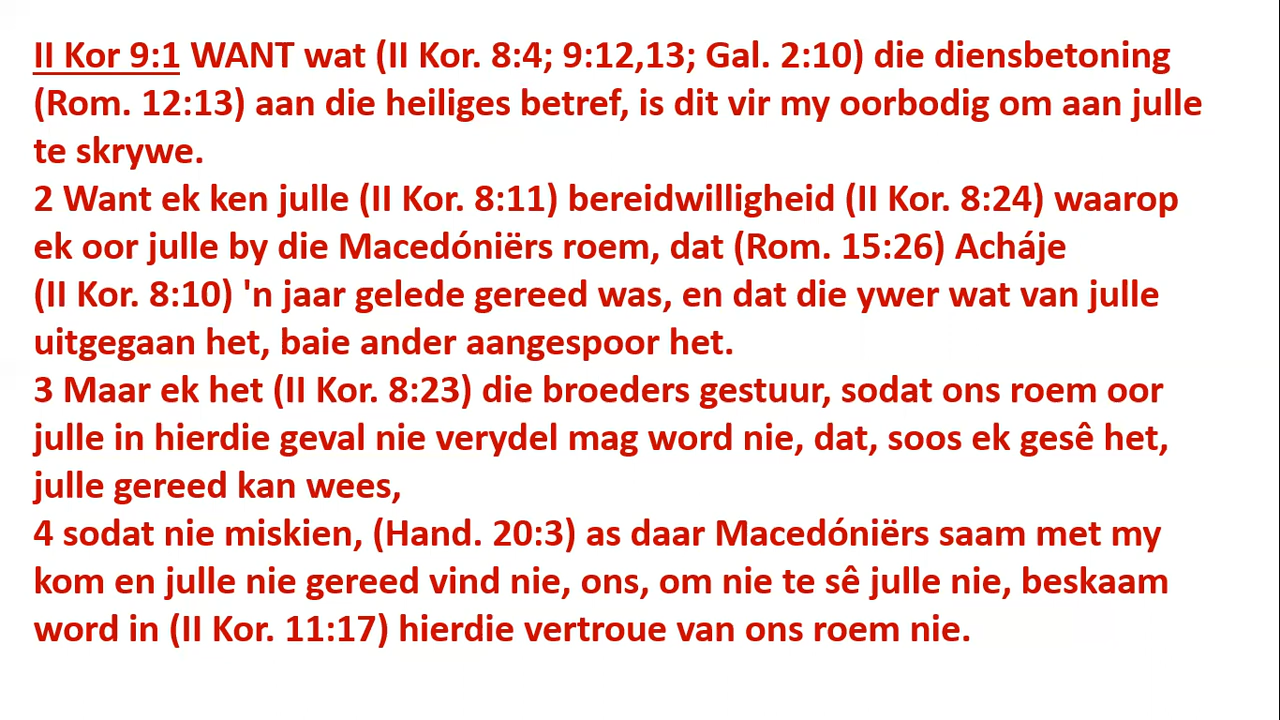 II Kor 9:1 WANT wat (II Kor. 8:4; 9:12,13; Gal. 2:10) die diensbetoning
(Rom. 12:13) aan die heiliges betref, is dit vir my oorbodig om aan julle
te skrywe.
2 Want ek ken julle (II Kor. 8:11) bereidwilligheid (II Kor. 8:24) waarop
ek oor julle by die Macedóniërs roem, dat (Rom. 15:26) Acháje
(II Kor. 8:10) 'n jaar gelede gereed was, en dat die ywer wat van julle
uitgegaan het, baie ander aangespoor het.
3 Maar ek het (II Kor. 8:23) die broeders gestuur, sodat ons roem oor
julle in hierdie geval nie verydel mag word nie, dat, soos ek gesê het,
julle gereed kan wees,
4 sodat nie miskien, (Hand. 20:3) as daar Macedóniërs saam met my
kom en julle nie gereed vind nie, ons, om nie te sê julle nie, beskaam
word in (II Kor. 11:17) hierdie vertroue van ons roem nie.